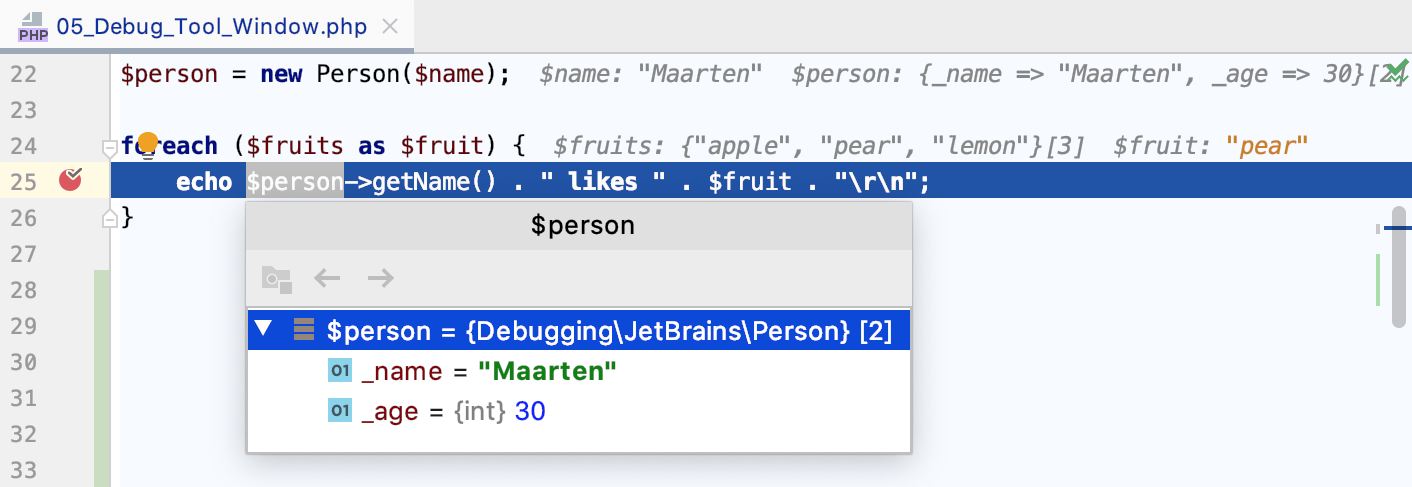 PHP 05_Debug_Tool_Window.php
22 $person = new Person($name);  $name: "Maarten"  $person: {_name => "Maarten", _age => 30}[2]
23
24 foreach ($fruits as $fruit) {  $fruits: {"apple", "pear", "lemon"}[3]  $fruit: "pear"
25 echo $person->getName() . " likes " . $fruit . "\r\n";
26 }
$person
27
28
29
$person = {Debugging\JetBrains\Person} [2]
30
01 _name = "Maarten"
31
01 _age = {int} 30
32
33